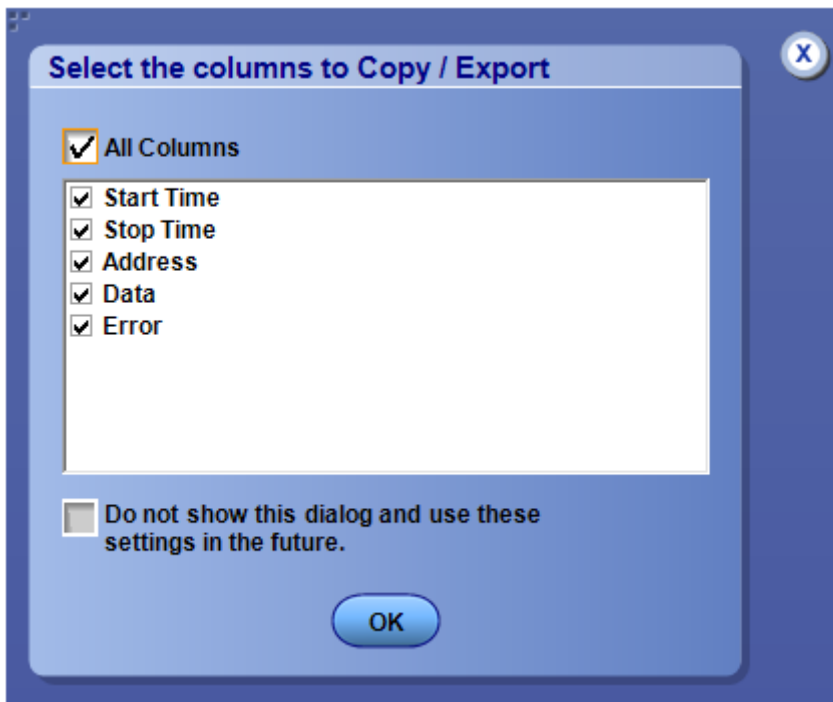 X
Select the columns to Copy / Export
All Columns
Start Time
Stop Time
Address
Data
Error
Do not show this dialog and use these
settings in the future.
OK